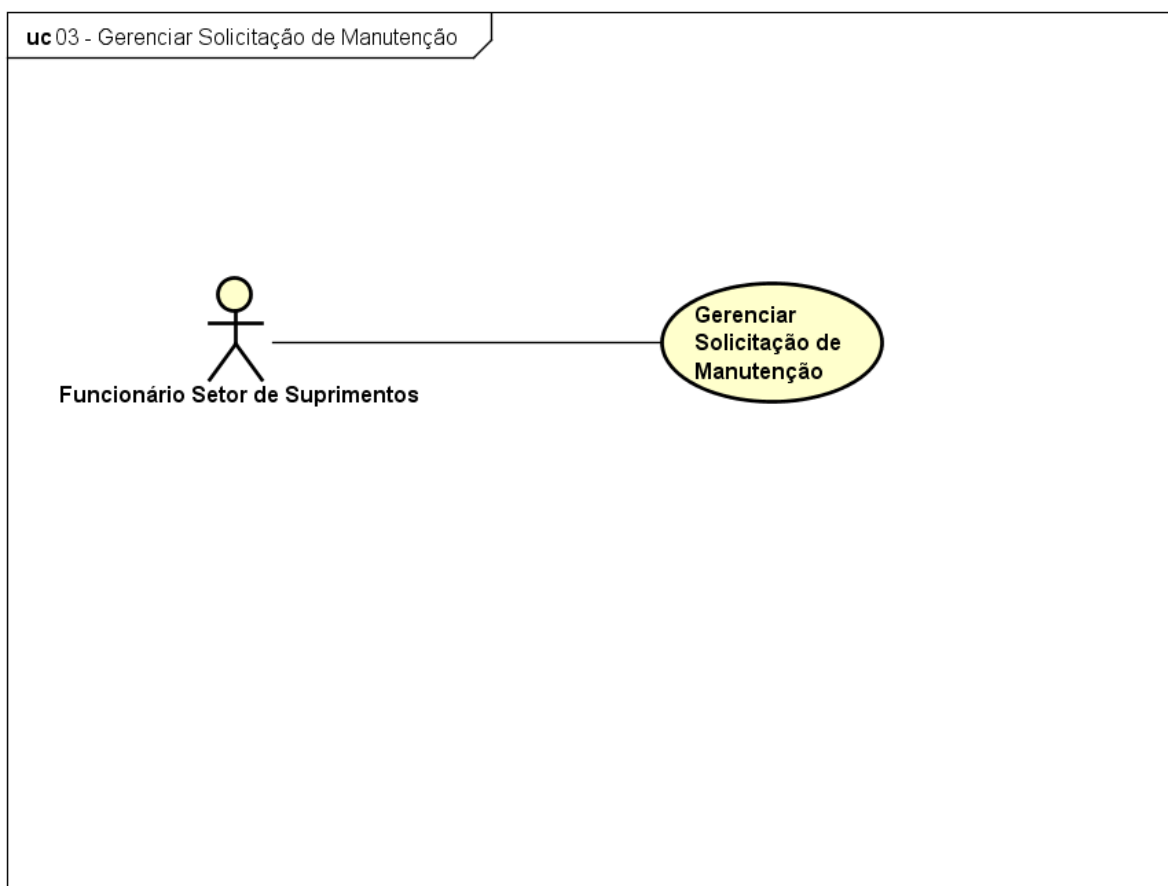 uc 03 - Gerenciar Solicitação de Manutenção
Funcionário Setor de Suprimentos
Gerenciar
Solicitação de
Manutenção